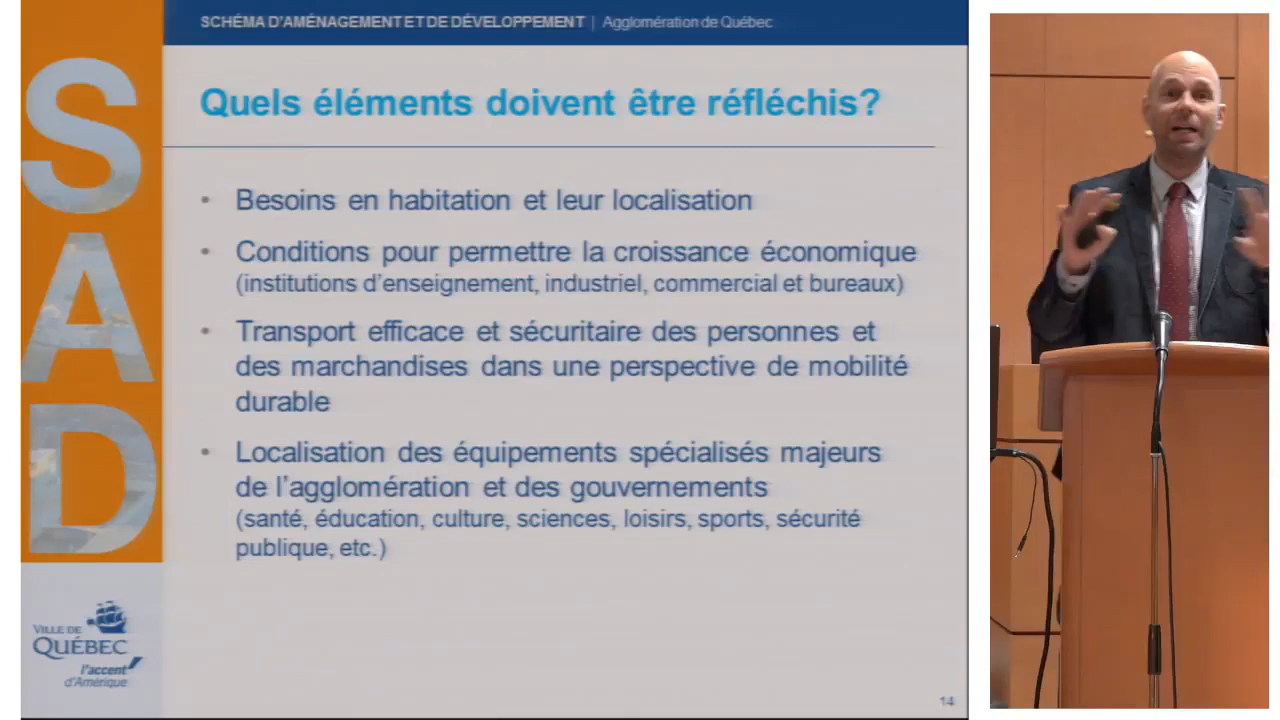 SCHÉMA D'AMÉNAGEMENT ET DE DÉVELOPPEMENT | Agglomération de Québec
SAD
Quels éléments doivent être réfléchis?
• Besoins en habitation et leur localisation
• Conditions pour permettre la croissance économique
(institutions d'enseignement, industriel, commercial et bureaux)
• Transport efficace et sécuritaire des personnes et
des marchandises dans une perspective de mobilité
durable
• Localisation des équipements spécialisés majeurs
de l'agglomération et des gouvernements
(santé, éducation, culture, sciences, loisirs, sports, sécurité
publique, etc.)
VILLE DE
QUÉBEC
l'accent
d'Amérique
14